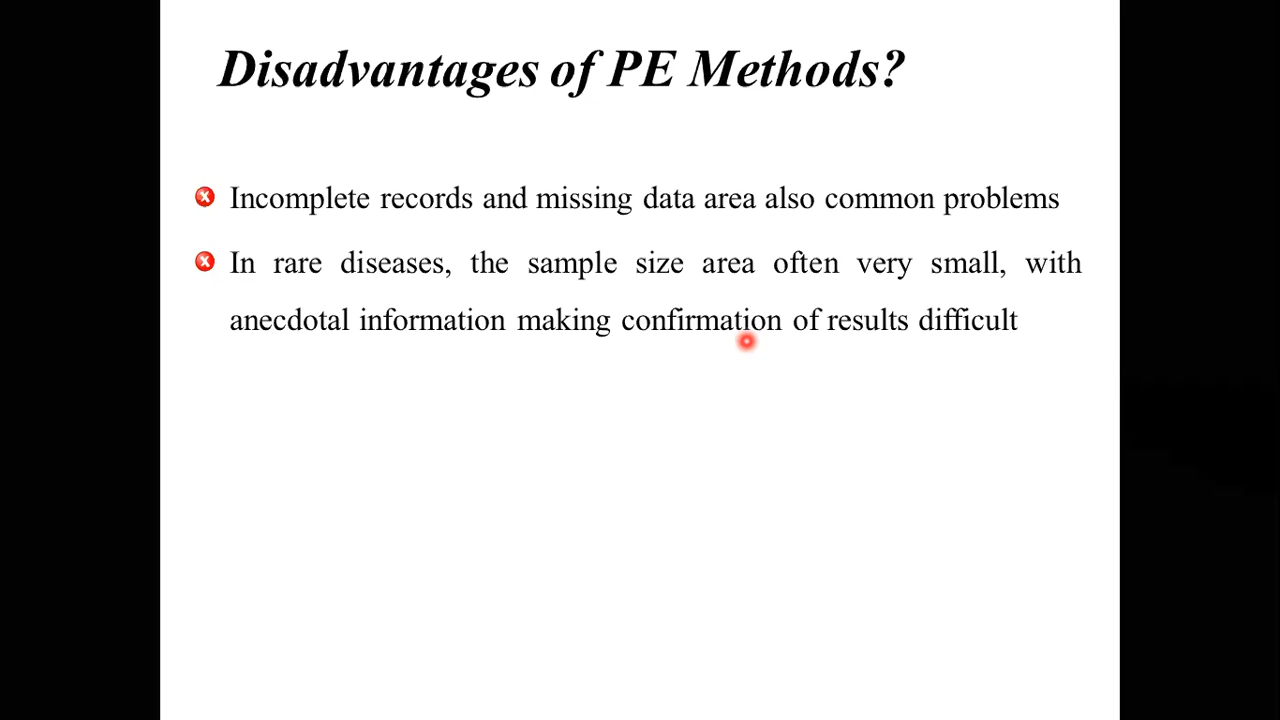 Disadvantages of PE Methods?
Incomplete records and missing data area also common problems
In rare diseases, the sample size area often very small, with
anecdotal information making confirmation of results difficult